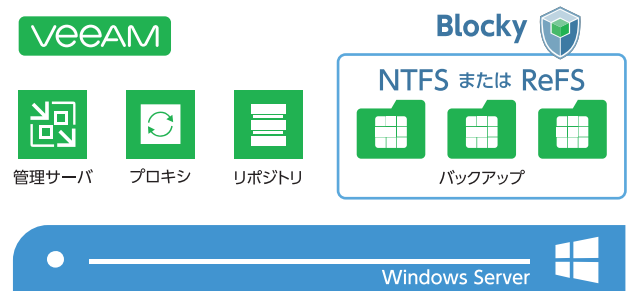 veeAM
Blocky
NTFS または ReFS
管理サーバ
プロキシ
リポジトリ
バックアップ
Windows Server